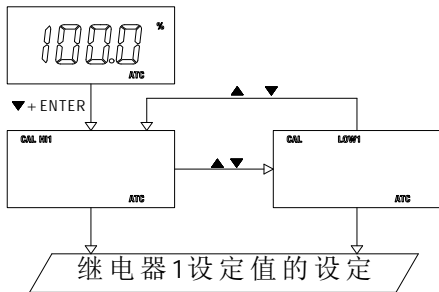 100.0 %
ATC
▼+ENTER
▲ ▼
CAL HI1
ATC
▲▼
CAL LOW1
ATC
继电器1设定值的设定